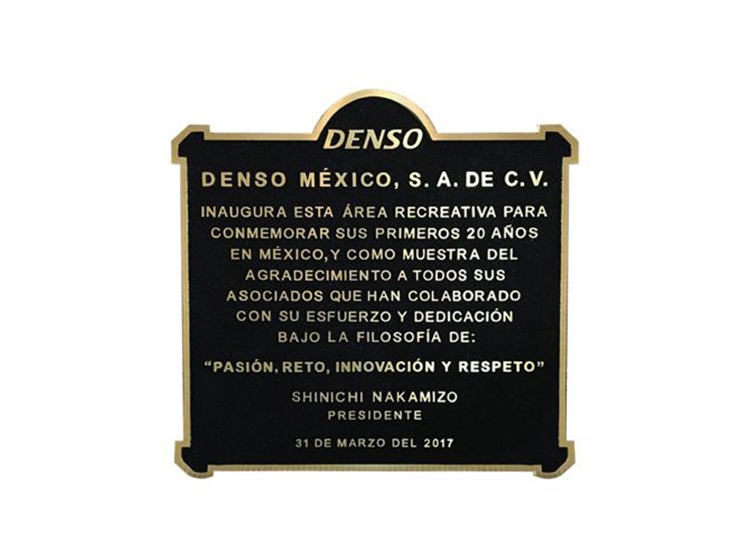 DENSO
DENSO MÉXICO, S. A. DE C. V.
INAUGURA ESTA ÁREA RECREATIVA PARA
CONMEMORAR SUS PRIMEROS 20 AÑOS
EN MÉXICO, Y COMO MUESTRA DEL
AGRADECIMIENTO A TODOS SUS
ASOCIADOS QUE HAN COLABORADO
CON SU ESFUERZO Y DEDICACIÓN
BAJO LA FILOSOFÍA DE:
“PASIÓN, RETO, INNOVACIÓN Y RESPETO”
SHINICHI NAKAMIZO
PRESIDENTE
31 DE MARZO DEL 2017